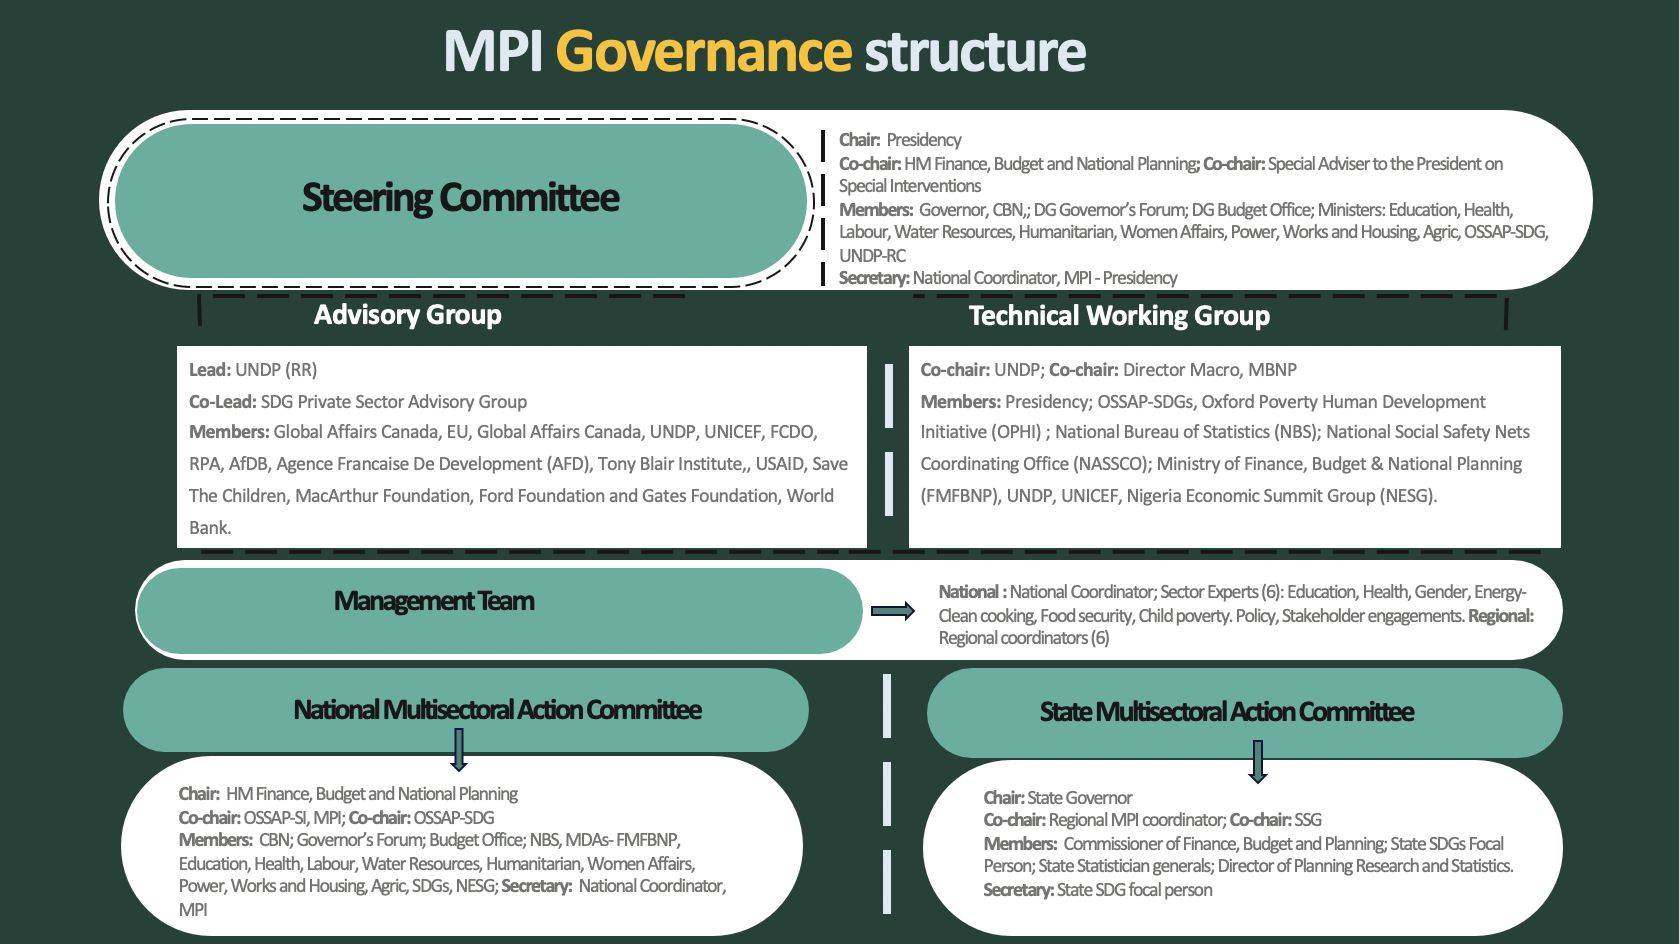 MPI Governance structure
Steering Committee
Chair: Presidency
Co-chair: HM Finance, Budget and National Planning; Co-chair: Special Adviser to the President on
Special Interventions
Members: Governor, CBN,; DG Governor's Forum; DG Budget Office; Ministers: Education, Health,
Labour, Water Resources, Humanitarian, Women Affairs, Power, Works and Housing, Agric, OSSAP-SDG,
UNDP-RC
Secretary: National Coordinator, MPI - Presidency
Advisory Group
Lead: UNDP (RR)
Co-Lead: SDG Private Sector Advisory Group
Members: Global Affairs Canada, EU, Global Affairs Canada, UNDP, UNICEF, FCDO,
RPA, AfDB, Agence Francaise De Development (AFD), Tony Blair Institute,, USAID, Save
The Children, MacArthur Foundation, Ford Foundation and Gates Foundation, World
Bank.
Technical Working Group
Co-chair: UNDP; Co-chair: Director Macro, MBNP
Members: Presidency; OSSAP-SDGs, Oxford Poverty Human Development
Initiative (OPHI) ; National Bureau of Statistics (NBS); National Social Safety Nets
Coordinating Office (NASSCO); Ministry of Finance, Budget & National Planning
(FMFBNP), UNDP, UNICEF, Nigeria Economic Summit Group (NESG).
Management Team
National : National Coordinator; Sector Experts (6): Education, Health, Gender, Energy-
Clean cooking, Food security, Child poverty. Policy, Stakeholder engagements. Regional:
Regional coordinators (6)
National Multisectoral Action Committee
Chair: HM Finance, Budget and National Planning
Co-chair: OSSAP-SI, MPI; Co-chair: OSSAP-SDG
Members: CBN; Governor's Forum; Budget Office; NBS, MDAs- FMFBNP,
Education, Health, Labour, Water Resources, Humanitarian, Women Affairs,
Power, Works and Housing, Agric, SDGs, NESG; Secretary: National Coordinator,
MPI
State Multisectoral Action Committee
Chair: State Governor
Co-chair: Regional MPI coordinator; Co-chair: SSG
Members: Commissioner of Finance, Budget and Planning; State SDGs Focal
Person; State Statistician generals; Director of Planning Research and Statistics.
Secretary: State SDG focal person